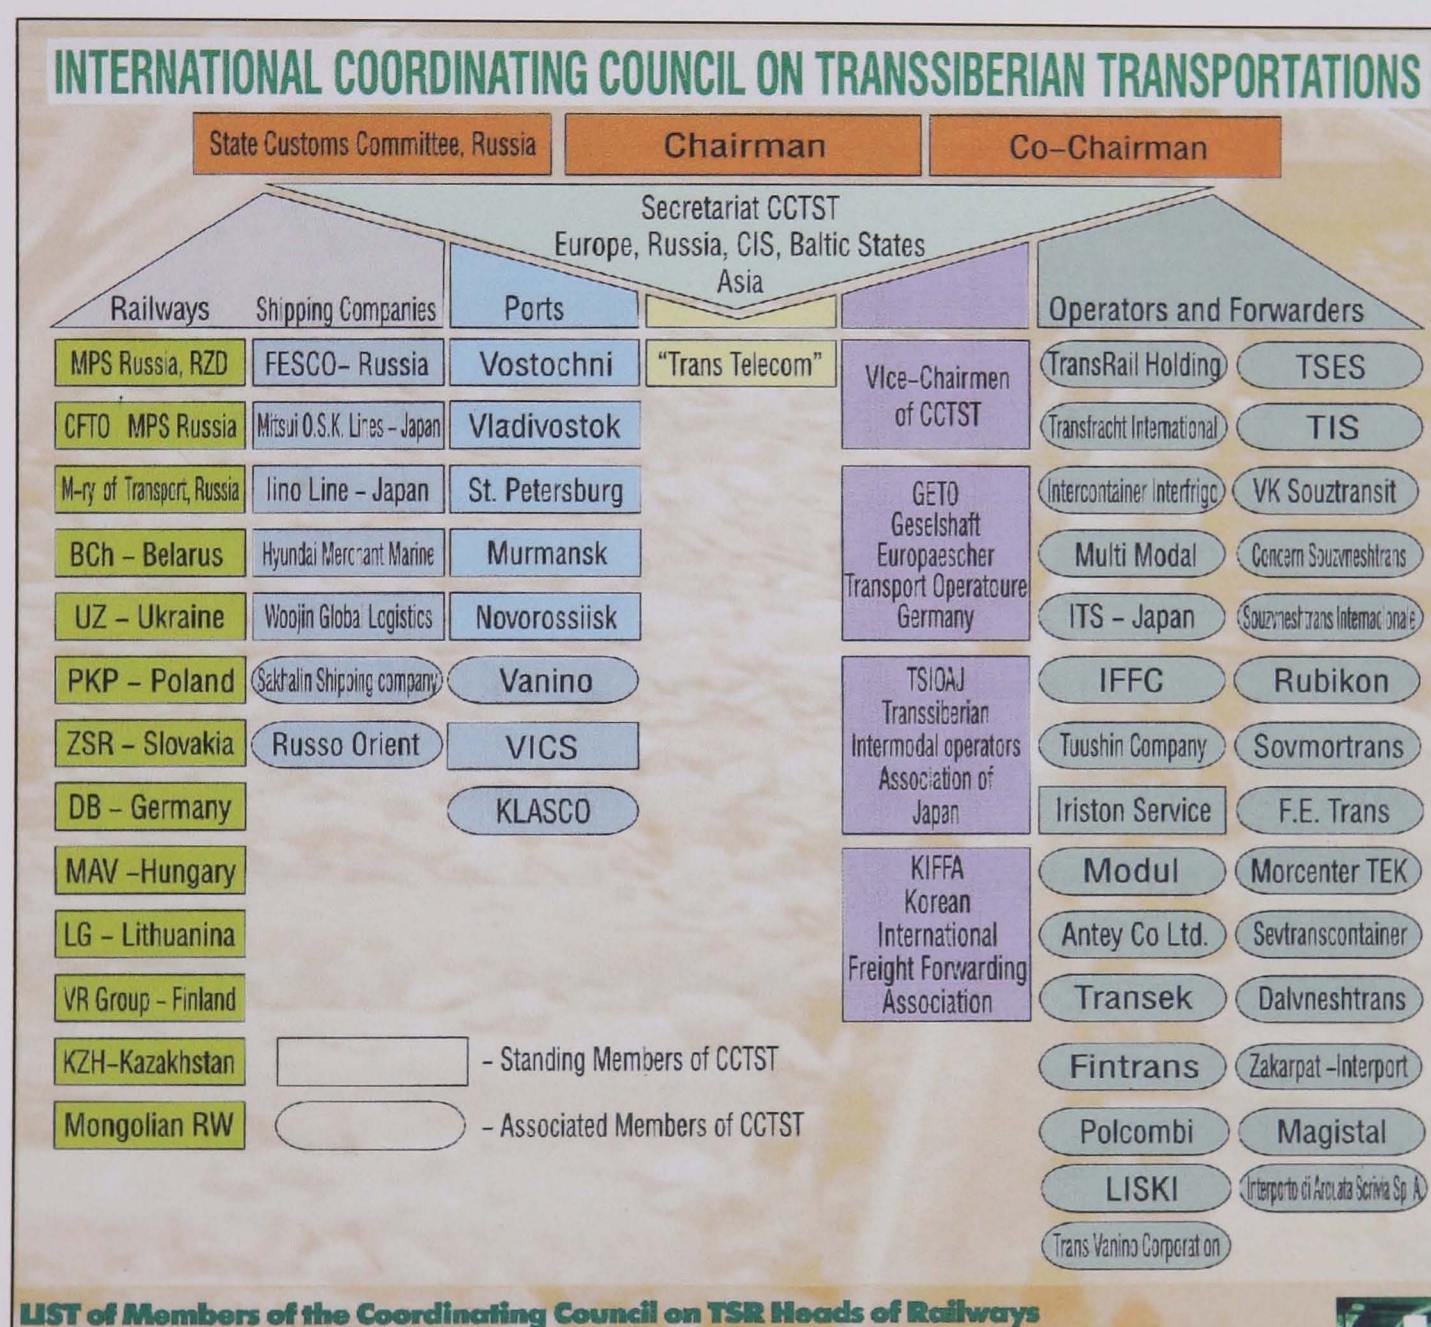 INTERNATIONAL COORDINATING COUNCIL ON TRANSSIBERIAN TRANSPORTATIONS
State Customs Committee, Russia
Chairman
Co-Chairman
Secretariat CCTST
Europe, Russia, CIS, Baltic States
Asia
Railways
MPS Russia, RZD
CFTO MPS Russia
M-ry of Transport, Russia
BCh - Belarus
UZ - Ukraine
PKP - Poland
ZSR - Slovakia
DB - Germany
MAV -Hungary
LG - Lithuanina
VR Group - Finland
KZH-Kazakhstan
Mongolian RW
Shipping Companies
FESCO- Russia
Mitsui O.S.K. Lines - Japan
Iino Line - Japan
Hyundai Merchant Marine
Woojin Global Logistics
Sakhalin Shipping company
Russo Orient
Ports
Vostochni
Vladivostok
St. Petersburg
Murmansk
Novorossiisk
Vanino
VICS
KLASCO
"Trans Telecom"
VIce-Chairmen
of CCTST
GETO
Geselshaft
Europaescher
Transport Operatoure
Germany
TSIOAJ
Transsiberian
Intermodal operators
Association of
Japan
KIFFA
Korean
International
Freight Forwarding
Association
Operators and Forwarders
TransRail Holding
Transfracht International
Intercontainer Interfrigo
Multi Modal
ITS - Japan
IFFC
Tuushin Company
Iriston Service
Modul
Antey Co Ltd.
Transek
Fintrans
Polcombi
LISKI
Trans Vanino Corporation
TSES
TIS
VK Souztransit
Concern Souzvneshtrans
Souzvneshtrans Internacionale
Rubikon
Sovmortrans
F.E. Trans
Morcenter TEK
Sevtranscontainer
Dalvneshtrans
Zakarpat -Interport
Magistal
Interporto di Arquata Scrivia Sp. A.
- Standing Members of CCTST
- Associated Members of CCTST
LIST of Members of the Coordinating Council on TSR Heads of Railways